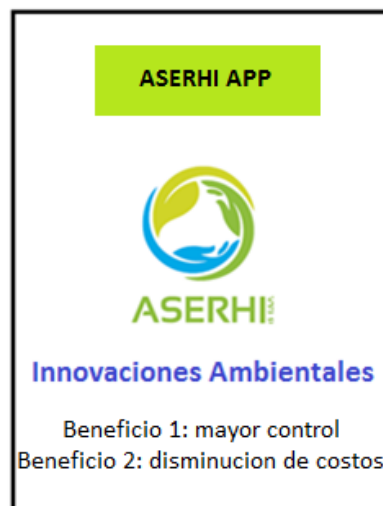 ASERHI APP
ASERHI
Innovaciones Ambientales
Beneficio 1: mayor control
Beneficio 2: disminucion de costos